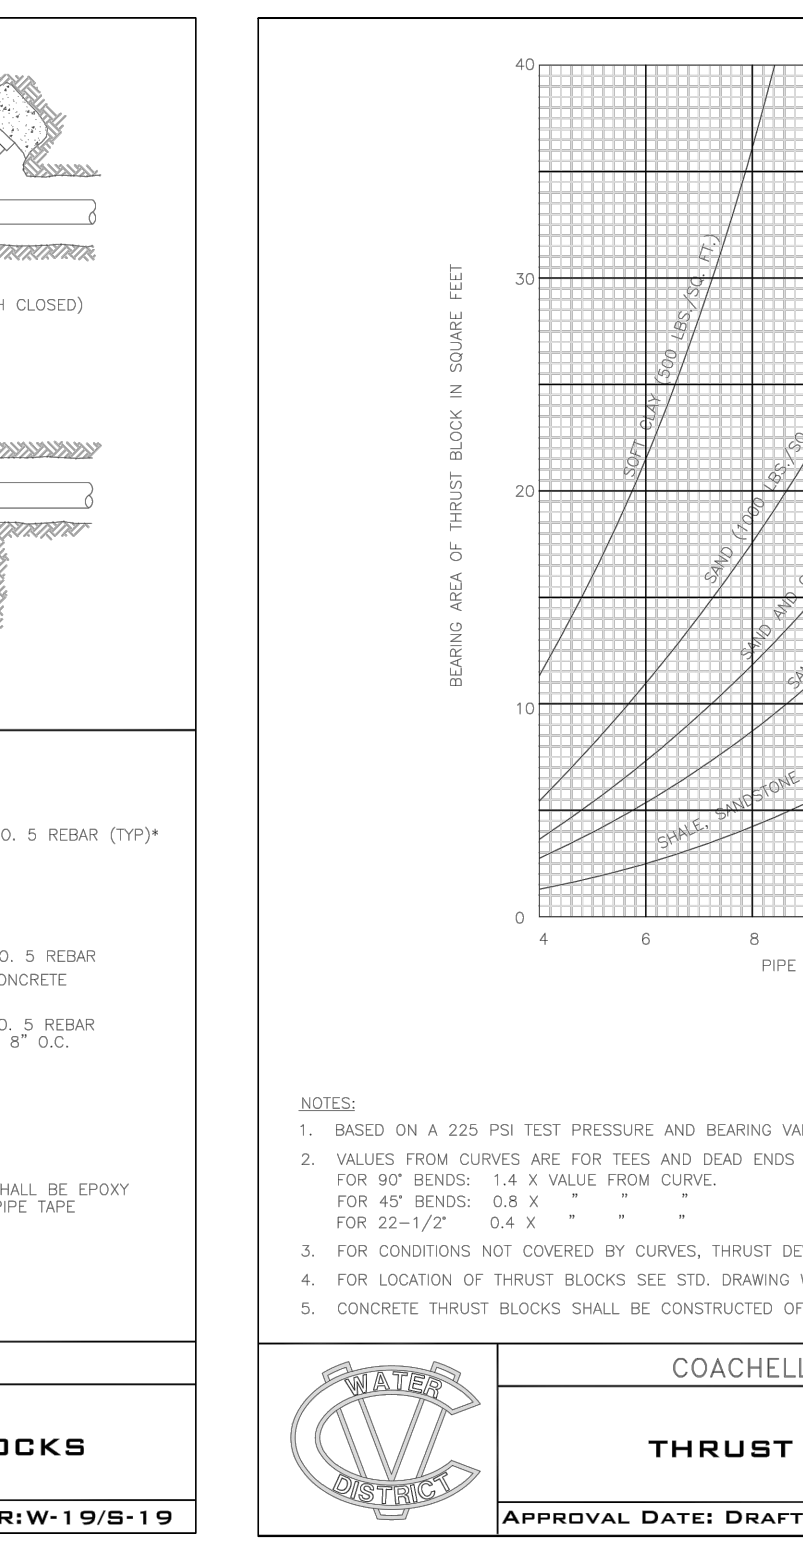 H CLOSED)
O. 5 REBAR (TYP)*
O. 5 REBAR
ONCRETE
O. 5 REBAR
8" O.C.
HALL BE EPOXY
PIPE TAPE
OCKS
R:W-19/S-19
BEARING AREA OF THRUST BLOCK IN SQUARE FEET
40
30
20
10
0
4 6 8
PIPE
SOFT CLAY (500 LBS./SQ. FT.)
SAND (1000 LBS./SQ
SAND AND
SAN
SHALE, SANDSTONE
NOTES:
1. BASED ON A 225 PSI TEST PRESSURE AND BEARING VA
2. VALUES FROM CURVES ARE FOR TEES AND DEAD ENDS
FOR 90° BENDS: 1.4 X VALUE FROM CURVE.
FOR 45° BENDS: 0.8 X " " "
FOR 22-1/2° 0.4 X " " "
3. FOR CONDITIONS NOT COVERED BY CURVES, THRUST DE
4. FOR LOCATION OF THRUST BLOCKS SEE STD. DRAWING W
5. CONCRETE THRUST BLOCKS SHALL BE CONSTRUCTED OF
WATER
CV
DISTRICT
COACHELL
THRUST
APPROVAL DATE: DRAFT